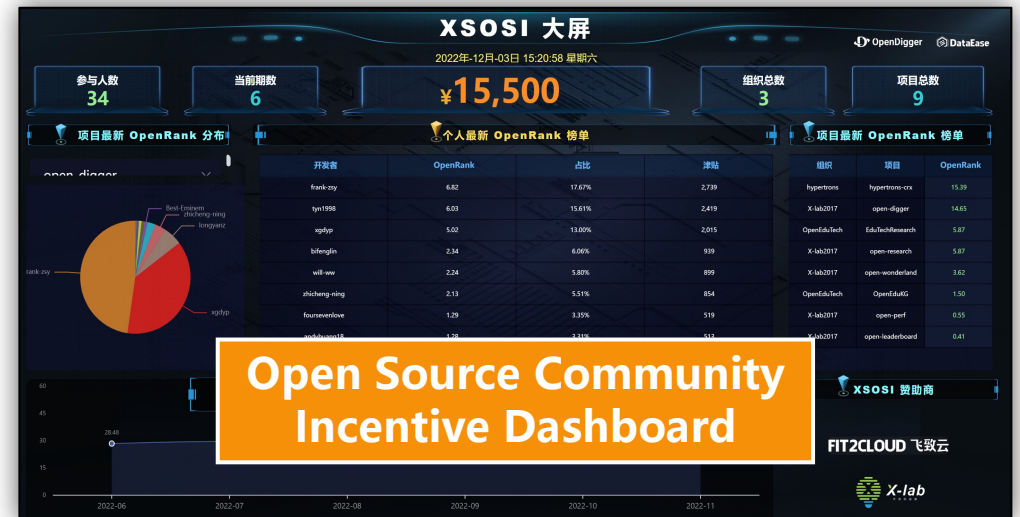 XSOSI 大屏
2022年-12月-03日 15:20:58 星期六
OpenDigger
DataEase
参与人数
34
当前期数
6
¥15,500
组织总数
3
项目总数
9
项目最新 OpenRank 分布
个人最新 OpenRank 榜单
项目最新 OpenRank 榜单
open-digger
Best-Eminem
zhicheng-ning
longyanz
rank-zsy
xgdyp
开发者 OpenRank 占比 津贴
frank-zsy 6.82 17.67% 2,739
tyn1998 6.03 15.61% 2,419
xgdyp 5.02 13.00% 2,015
bifenglin 2.34 6.06% 939
will-ww 2.24 5.80% 899
zhicheng-ning 2.13 5.51% 854
foursevenlove 1.29 3.35% 519
andyhuang18 1.28 3.31% 513
组织 项目 OpenRank
hypertrons hypertrons-crx 15.39
X-lab2017 open-digger 14.65
OpenEduTech EduTechResearch 5.87
X-lab2017 open-research 5.87
X-lab2017 open-wonderland 3.62
OpenEduTech OpenEduKG 1.50
X-lab2017 open-perf 0.55
X-lab2017 open-leaderboard 0.41
Open Source Community
Incentive Dashboard
60
45
30
15
0
28.48
2022-06 2022-07 2022-08 2022-09 2022-10 2022-11
XSOSI 赞助商
FIT2CLOUD 飞致云
X-lab